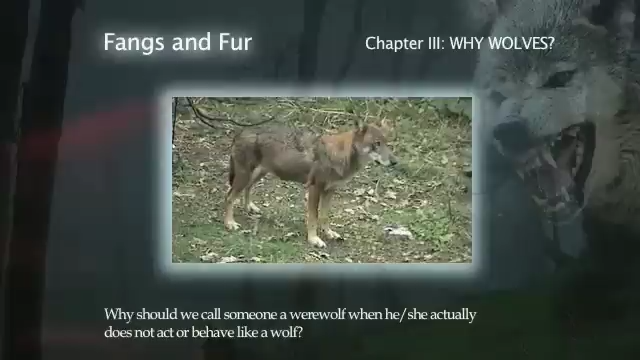 Fangs and Fur
Chapter III: WHY WOLVES?
Why should we call someone a werewolf when he/she actually
does not act or behave like a wolf?